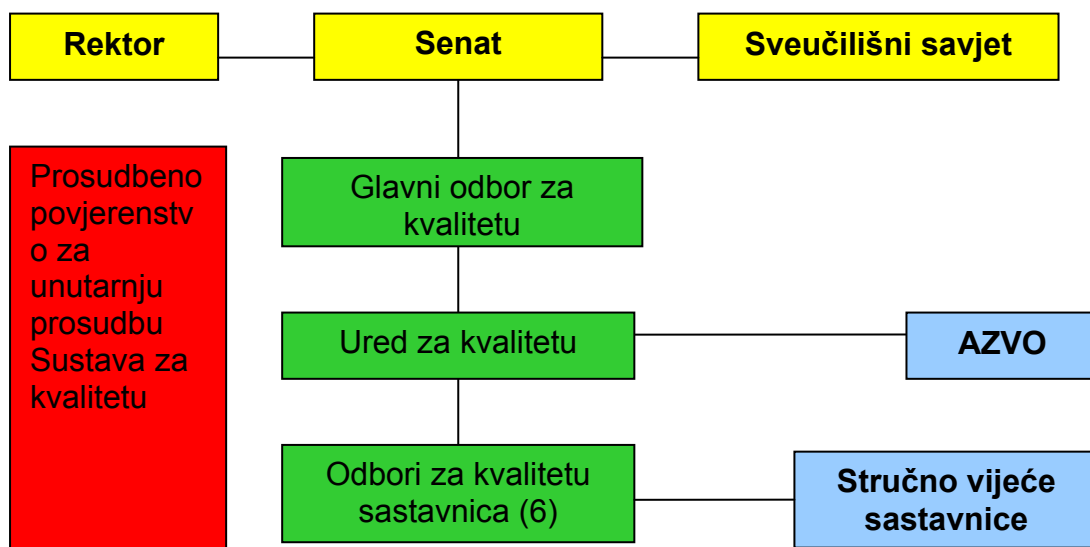 Rektor
Senat
Sveučilišni savjet
Prosudbeno
povjerenstv
o za
unutarnju
prosudbu
Sustava za
kvalitetu
Glavni odbor za
kvalitetu
Ured za kvalitetu
AZVO
Odbori za kvalitetu
sastavnica (6)
Stručno vijeće
sastavnice